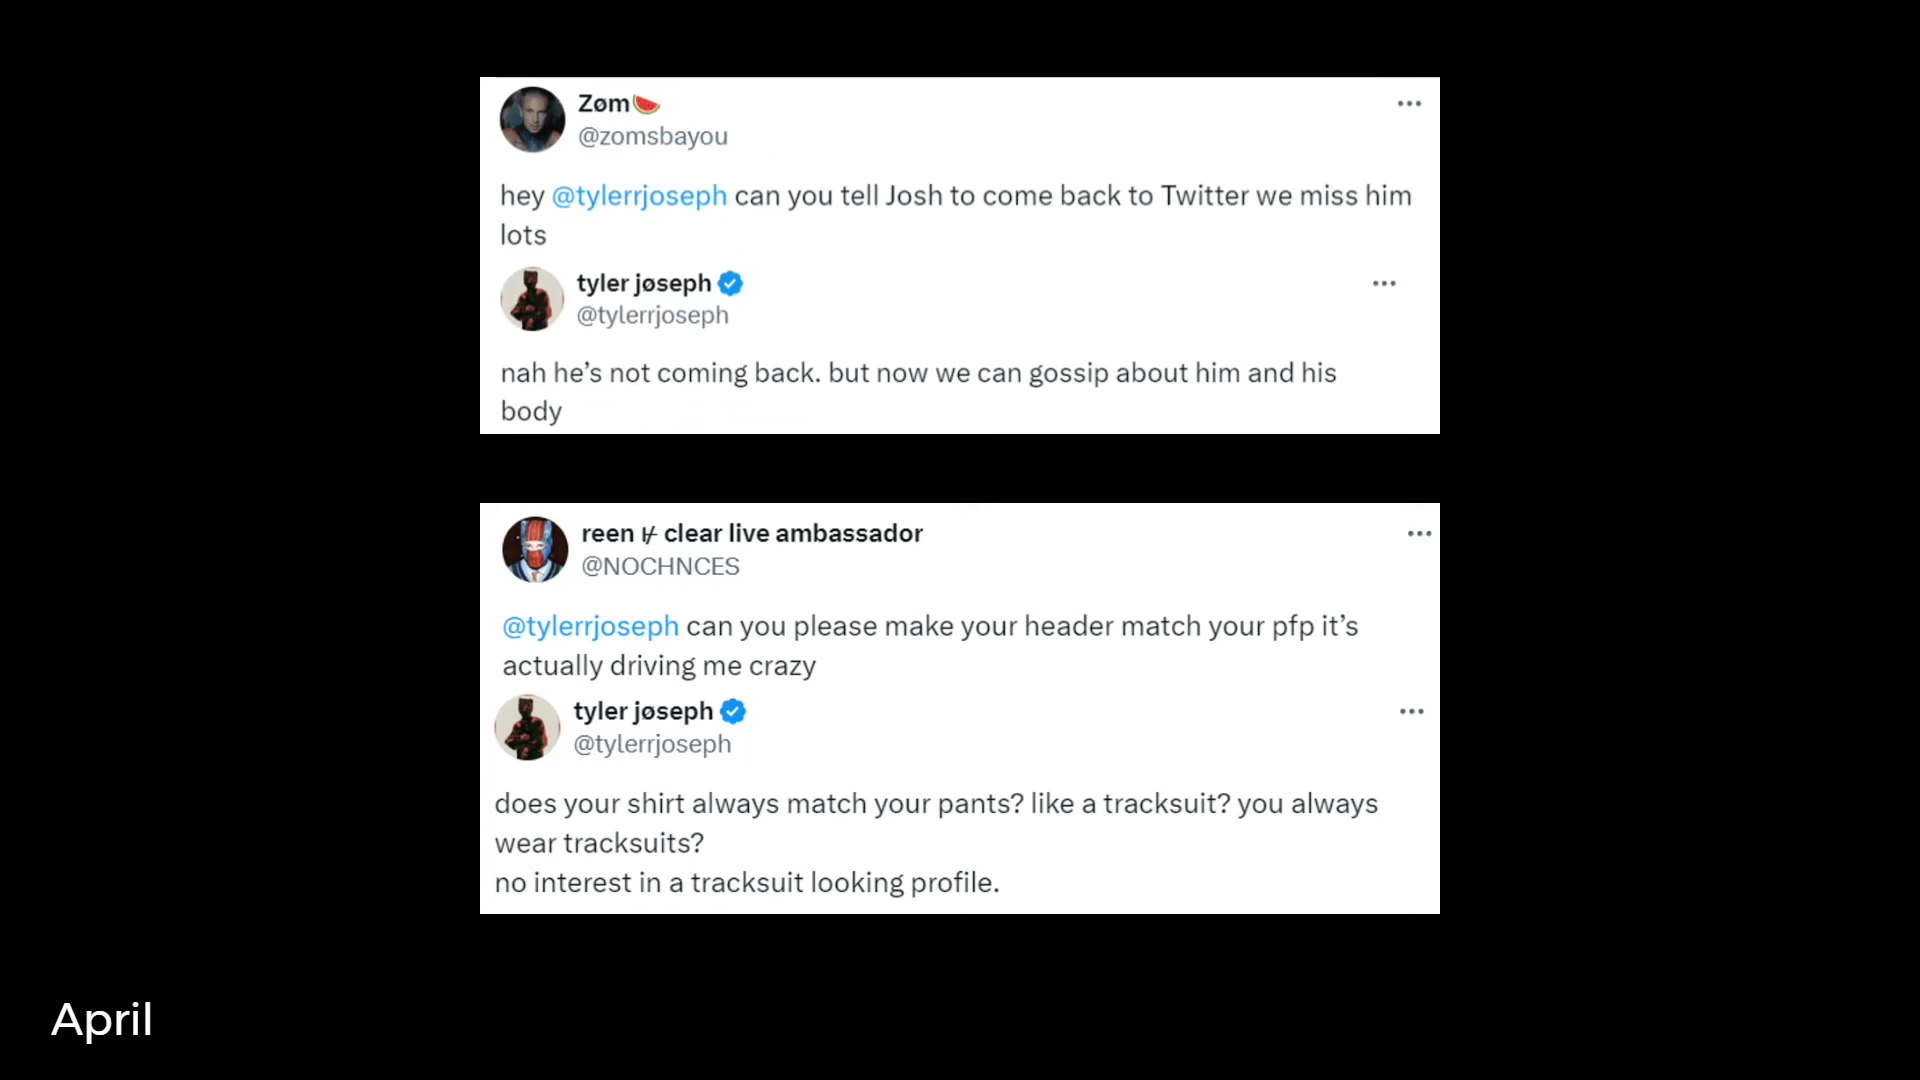 Zøm🍉
@zomsbayou
hey @tylerrjoseph can you tell Josh to come back to Twitter we miss him
lots
tyler jøseph
@tylerrjoseph
nah he’s not coming back. but now we can gossip about him and his
body
reen ⊬ clear live ambassador
@NOCHNCES
@tylerrjoseph can you please make your header match your pfp it’s
actually driving me crazy
tyler jøseph
@tylerrjoseph
does your shirt always match your pants? like a tracksuit? you always
wear tracksuits?
no interest in a tracksuit looking profile.
April